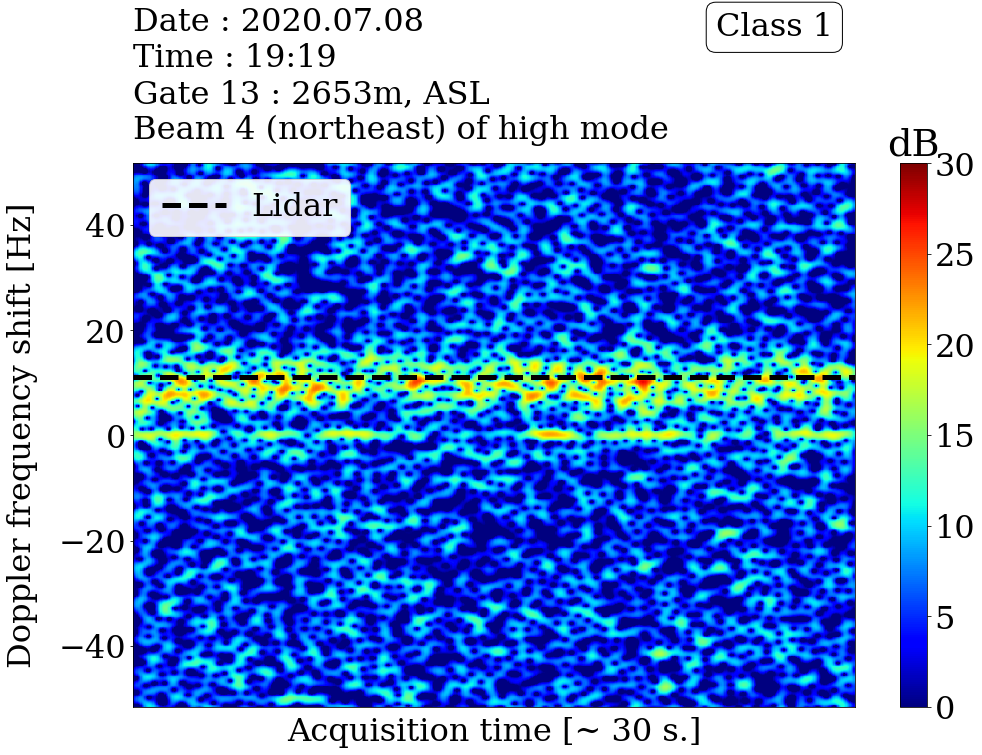 Date : 2020.07.08
Time : 19:19
Gate 13 : 2653m, ASL
Beam 4 (northeast) of high mode
Class 1
dB
Lidar
Doppler frequency shift [Hz]
40
20
0
−20
−40
30
25
20
15
10
5
0
Acquisition time [~ 30 s.]